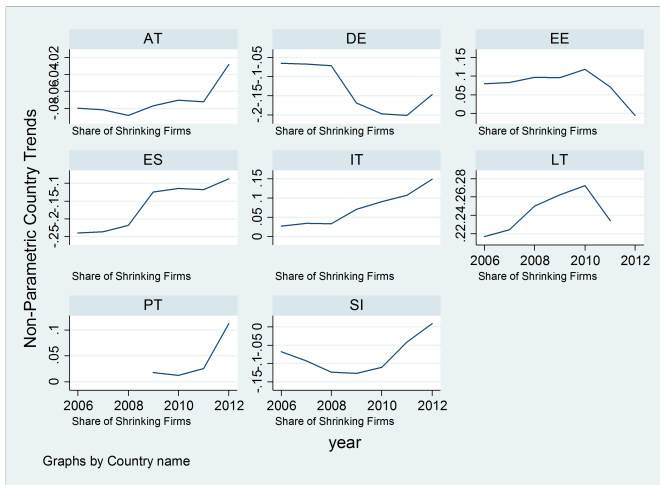 Non-Parametric Country Trends
AT
-.08-.06-.04-.02
Share of Shrinking Firms
DE
-.2-.15-.1-.05
Share of Shrinking Firms
EE
0 .05 .1 .15
Share of Shrinking Firms
ES
-.25-.2-.15-.1
Share of Shrinking Firms
IT
0 .05 .1 .15
Share of Shrinking Firms
LT
.22.24.26.28
2006 2008 2010 2012
Share of Shrinking Firms
PT
0 .05 .1
2006 2008 2010 2012
Share of Shrinking Firms
SI
-.15-.1-.05 0
2006 2008 2010 2012
Share of Shrinking Firms
year
Graphs by Country name